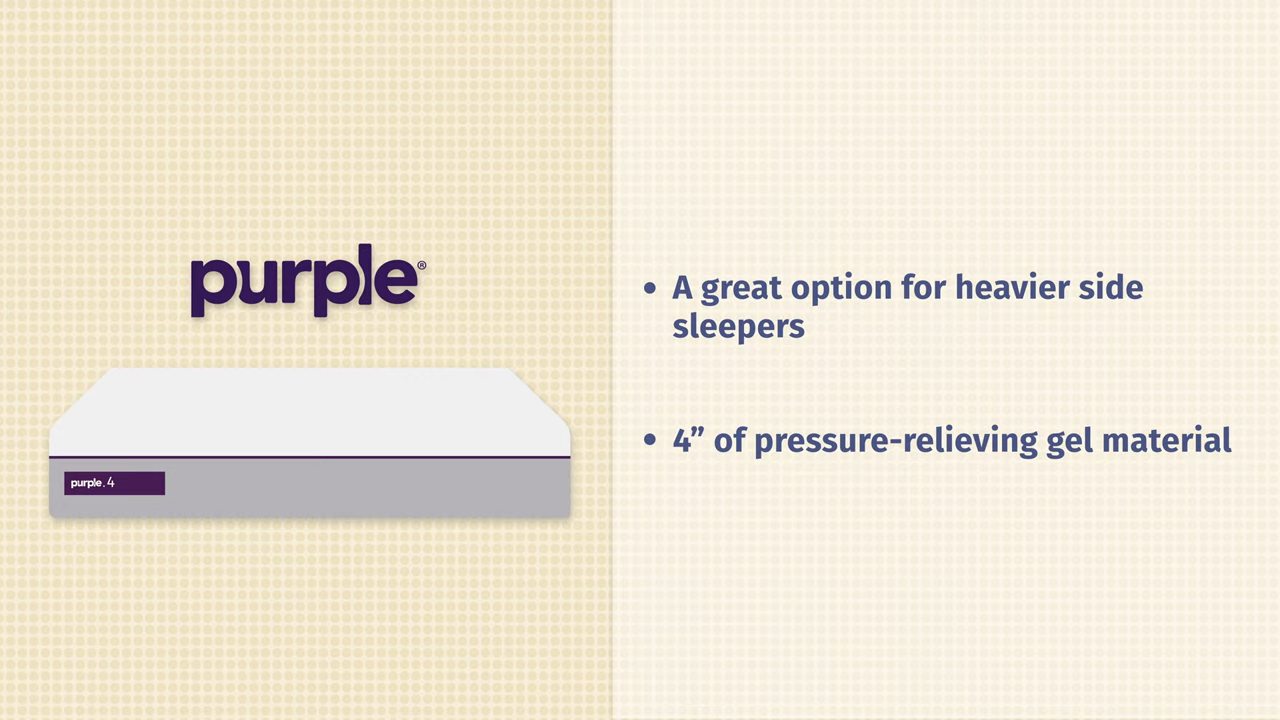 purple®
purple. 4
• A great option for heavier side
sleepers
• 4” of pressure-relieving gel material